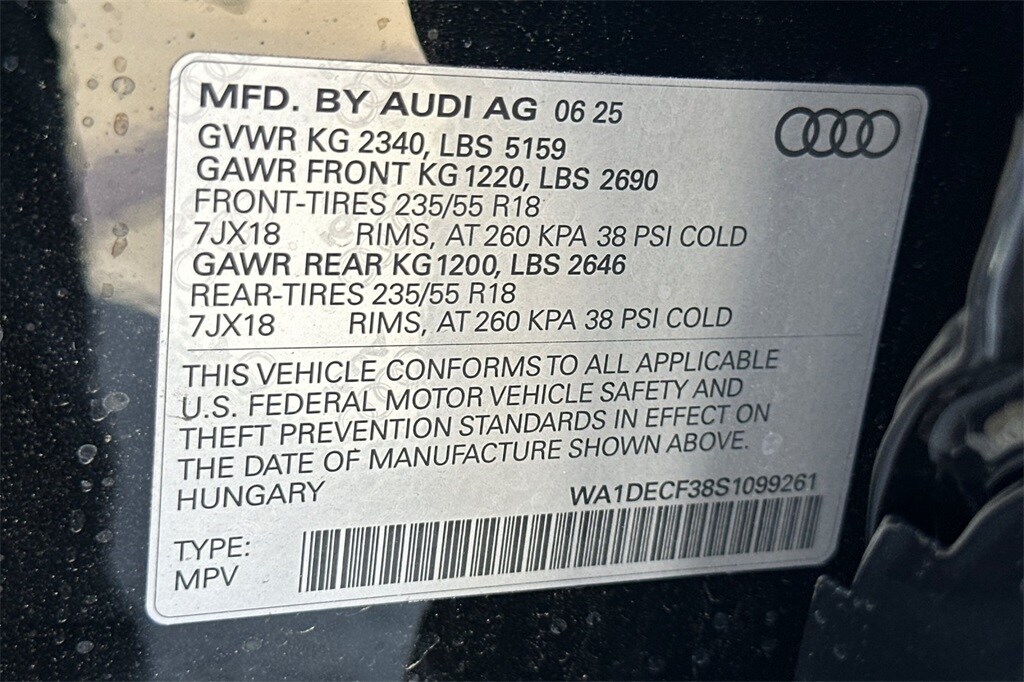 MFD. BY AUDI AG 06 25
GVWR KG 2340, LBS 5159
GAWR FRONT KG 1220, LBS 2690
FRONT-TIRES 235/55 R18
7JX18 RIMS, AT 260 KPA 38 PSI COLD
GAWR REAR KG 1200, LBS 2646
REAR-TIRES 235/55 R18
7JX18 RIMS, AT 260 KPA 38 PSI COLD
THIS VEHICLE CONFORMS TO ALL APPLICABLE
U.S. FEDERAL MOTOR VEHICLE SAFETY AND
THEFT PREVENTION STANDARDS IN EFFECT ON
THE DATE OF MANUFACTURE SHOWN ABOVE.
HUNGARY WA1DECF38S1099261
TYPE:
MPV